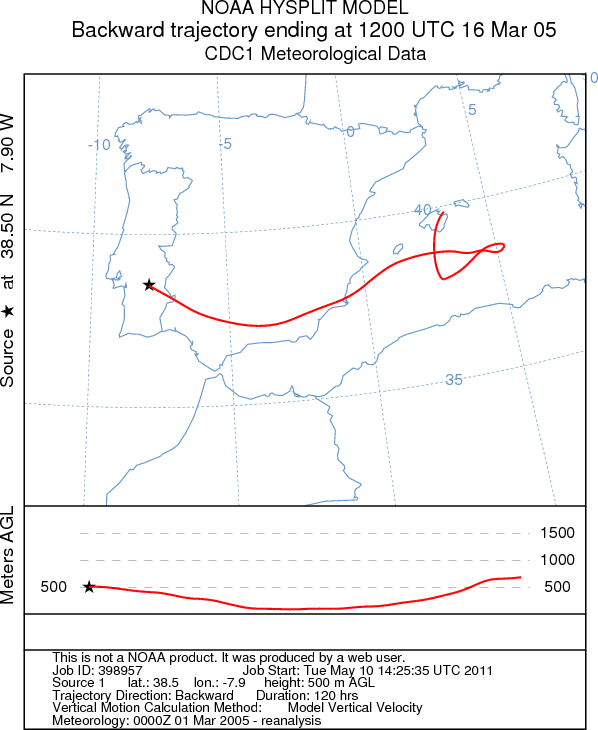 NOAA HYSPLIT MODEL
Backward trajectory ending at 1200 UTC 16 Mar 05
CDC1 Meteorological Data
Source ★ at 38.50 N 7.90 W
0
5
0
-5
-10
40
35
Meters AGL
1500
1000
500
500
This is not a NOAA product. It was produced by a web user.
Job ID: 398957 Job Start: Tue May 10 14:25:35 UTC 2011
Source 1 lat.: 38.5 lon.: -7.9 height: 500 m AGL
Trajectory Direction: Backward Duration: 120 hrs
Vertical Motion Calculation Method: Model Vertical Velocity
Meteorology: 0000Z 01 Mar 2005 - reanalysis